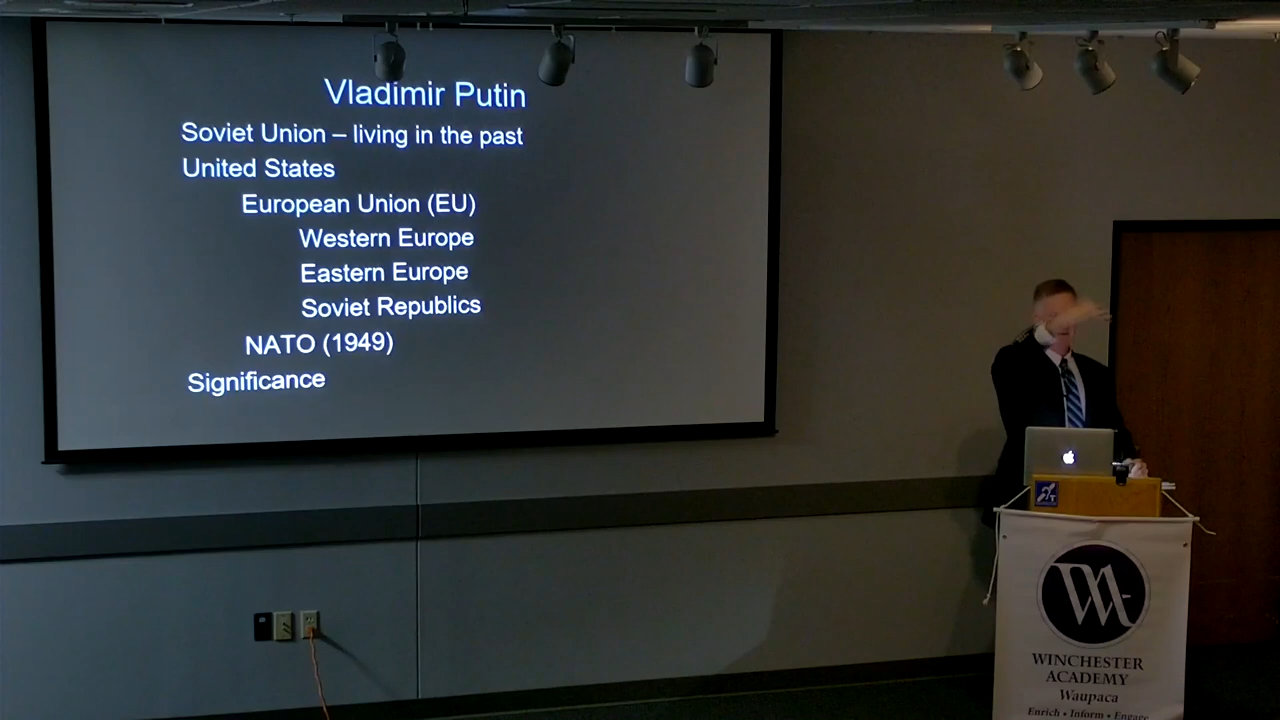 Vladimir Putin
Soviet Union – living in the past
United States
European Union (EU)
Western Europe
Eastern Europe
Soviet Republics
NATO (1949)
Significance
WA
WINCHESTER
ACADEMY
Waupaca
Enrich • Inform • Engage